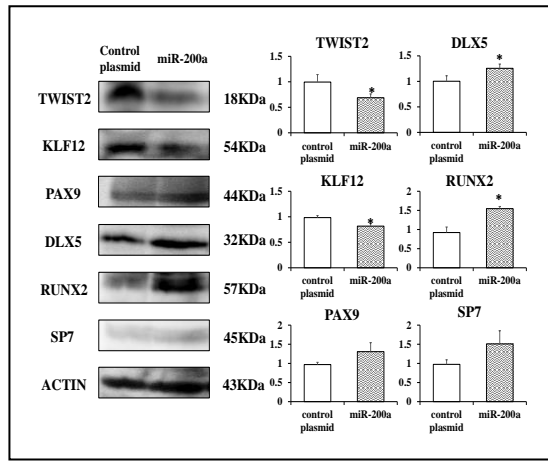 Control
plasmid
miR-200a
TWIST2
18KDa
KLF12
54KDa
PAX9
44KDa
DLX5
32KDa
RUNX2
57KDa
SP7
45KDa
ACTIN
43KDa
TWIST2
1.5
1
0.5
0
*
control
plasmid
miR-200a
DLX5
1.5
1
0.5
0
*
control
plasmid
miR-200a
KLF12
1.5
1
0.5
0
*
control
plasmid
miR-200a
RUNX2
2
1.5
1
0.5
0
*
control
plasmid
miR-200a
PAX9
2
1.5
1
0.5
0
control
plasmid
miR-200a
SP7
2
1.5
1
0.5
0
control
plasmid
miR-200a